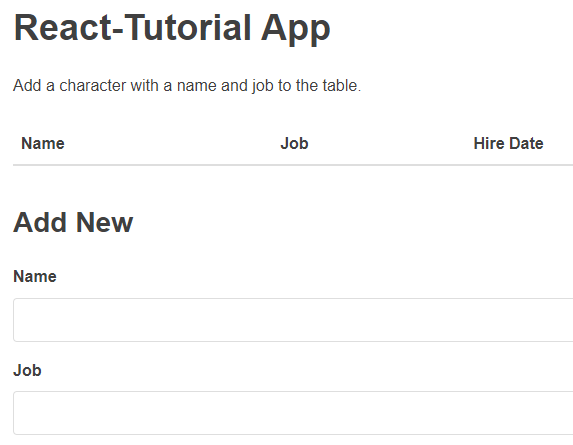 React-Tutorial App
Add a character with a name and job to the table.
Name Job Hire Date
Add New
Name
Job